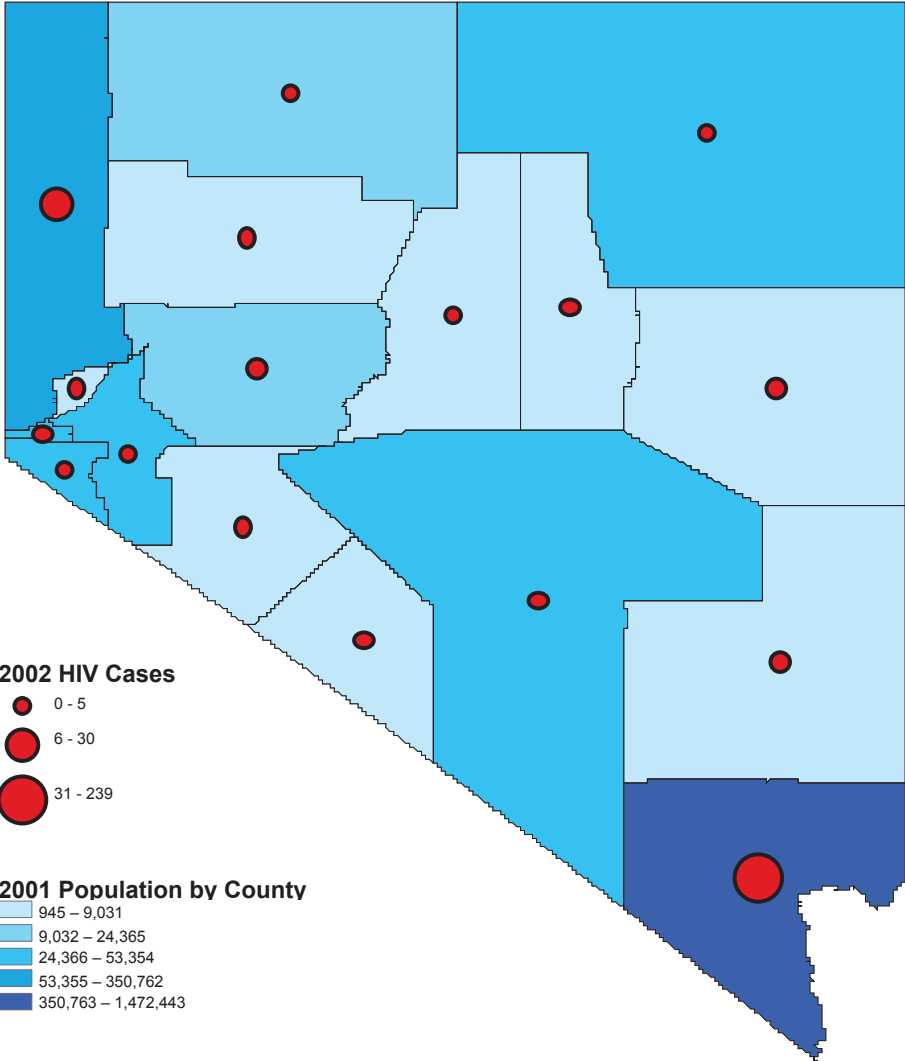 2002 HIV Cases
0 - 5
6 - 30
31 - 239
2001 Population by County
945 – 9,031
9,032 – 24,365
24,366 – 53,354
53,355 – 350,762
350,763 – 1,472,443